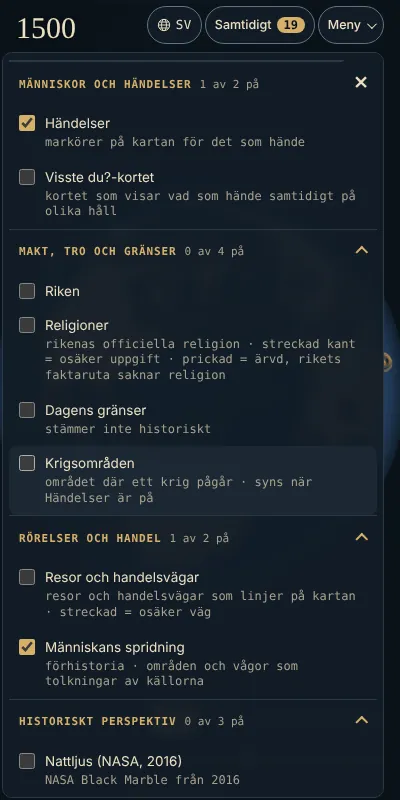 1500
SV
Samtidigt 19
Meny
MÄNNISKOR OCH HÄNDELSER 1 av 2 på
Händelser
markörer på kartan för det som hände
Visste du?-kortet
kortet som visar vad som hände samtidigt på
olika håll
MAKT, TRO OCH GRÄNSER 0 av 4 på
Riken
Religioner
rikenas officiella religion · streckad kant
= osäker uppgift · prickad = ärvd, rikets
faktaruta saknar religion
Dagens gränser
stämmer inte historiskt
Krigsområden
området där ett krig pågår · syns när
Händelser är på
RÖRELSER OCH HANDEL 1 av 2 på
Resor och handelsvägar
resor och handelsvägar som linjer på kartan
· streckad = osäker väg
Människans spridning
förhistoria · områden och vågor som
tolkningar av källorna
HISTORISKT PERSPEKTIV 0 av 3 på
Nattljus (NASA, 2016)
NASA Black Marble från 2016